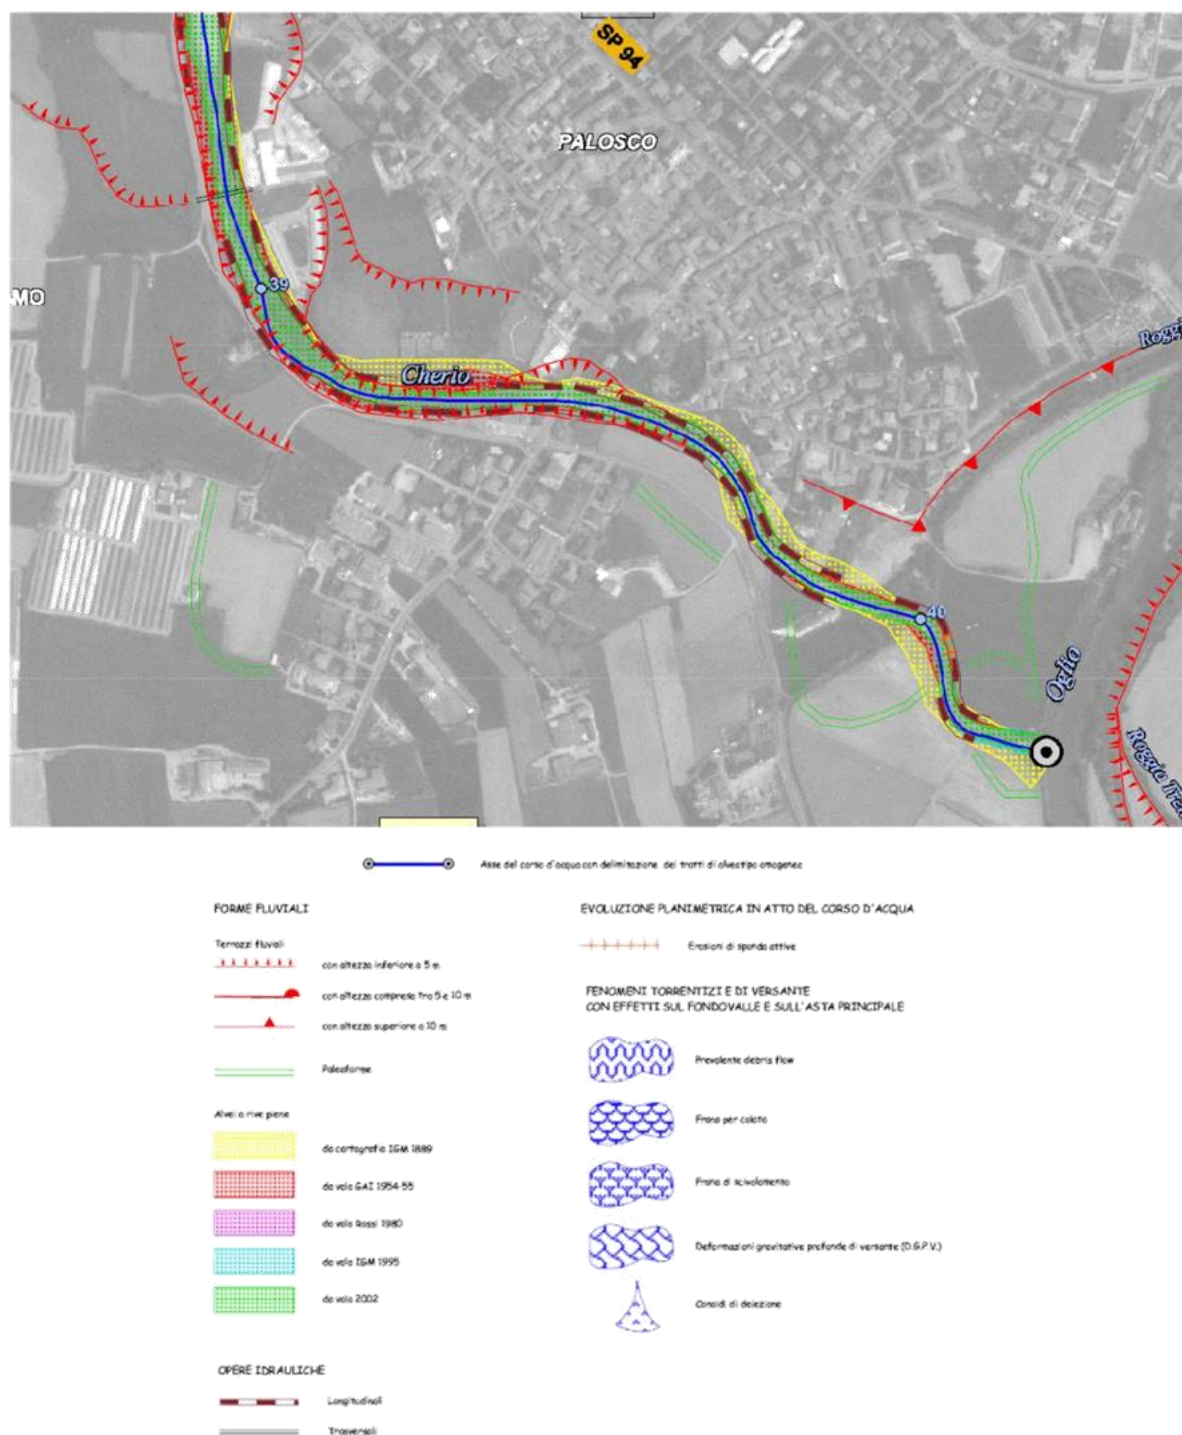 SP 94
PALOSCO
39
MO
Roggi
Cherio
40
Oglio
Roggia
Asse del corso d'acqua con delimitazione dei tratti di alveotipo omogeneo
FORME FLUVIALI
Terrazzi fluviali
con altezza inferiore a 5 m
con altezza compresa tra 5 e 10 m
con altezza superiore a 10 m
Paleoforme
Alvei a rive piene
da cartografia IGM 1889
da volo GAI 1954-55
da volo Rossi 1980
da volo IGM 1995
da volo 2002
OPERE IDRAULICHE
Longitudinali
Trasversali
EVOLUZIONE PLANIMETRICA IN ATTO DEL CORSO D'ACQUA
Erosioni di sponda attive
FENOMENI TORRENTIZI E DI VERSANTE
CON EFFETTI SUL FONDOVALLE E SULL'ASTA PRINCIPALE
Prevalente debris flow
Frana per colata
Frana di scivolamento
Deformazioni gravitative profonde di versante (D.G.P.V.)
Conoidi di deiezione